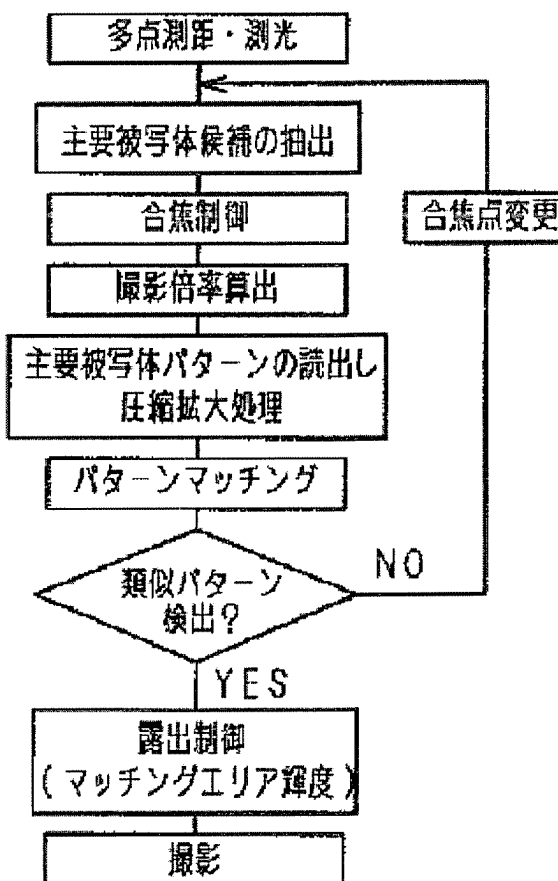 多点測距・測光
主要被写体候補の抽出
合焦制御
合焦点変更
撮影倍率算出
主要被写体パターンの読出し
圧縮拡大処理
パターンマッチング
類似パターン
検出？
NO
YES
露出制御
(マッチングエリア輝度)
撮影